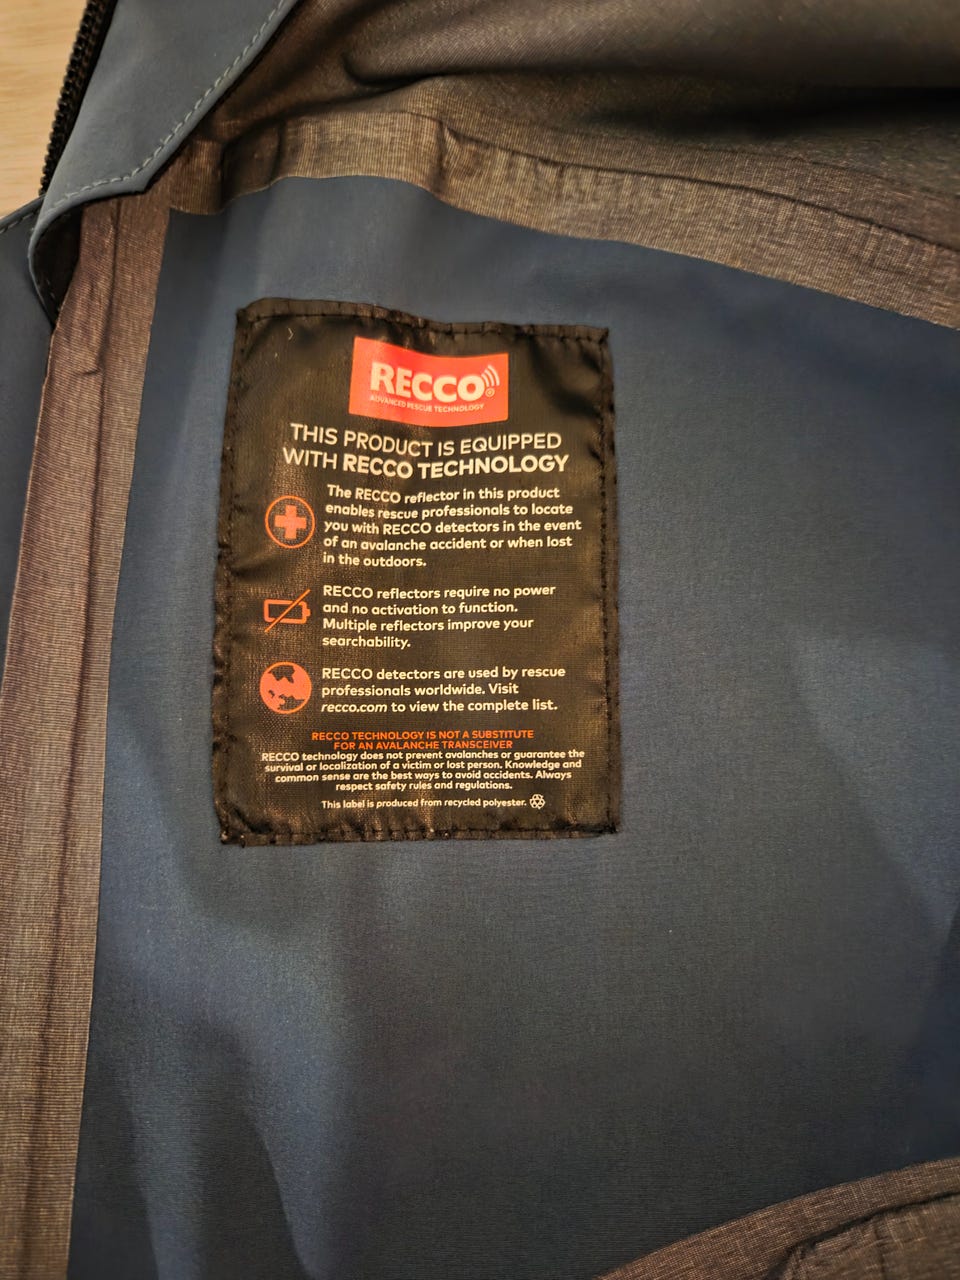 RECCO®
ADVANCED RESCUE TECHNOLOGY
THIS PRODUCT IS EQUIPPED
WITH RECCO TECHNOLOGY
The RECCO reflector in this product
enables rescue professionals to locate
you with RECCO detectors in the event
of an avalanche accident or when lost
in the outdoors.
RECCO reflectors require no power
and no activation to function.
Multiple reflectors improve your
searchability.
RECCO detectors are used by rescue
professionals worldwide. Visit
recco.com to view the complete list.
RECCO TECHNOLOGY IS NOT A SUBSTITUTE
FOR AN AVALANCHE TRANSCEIVER
RECCO technology does not prevent avalanches or guarantee the
survival or localization of a victim or lost person. Knowledge and
common sense are the best ways to avoid accidents. Always
respect safety rules and regulations.
This label is produced from recycled polyester.